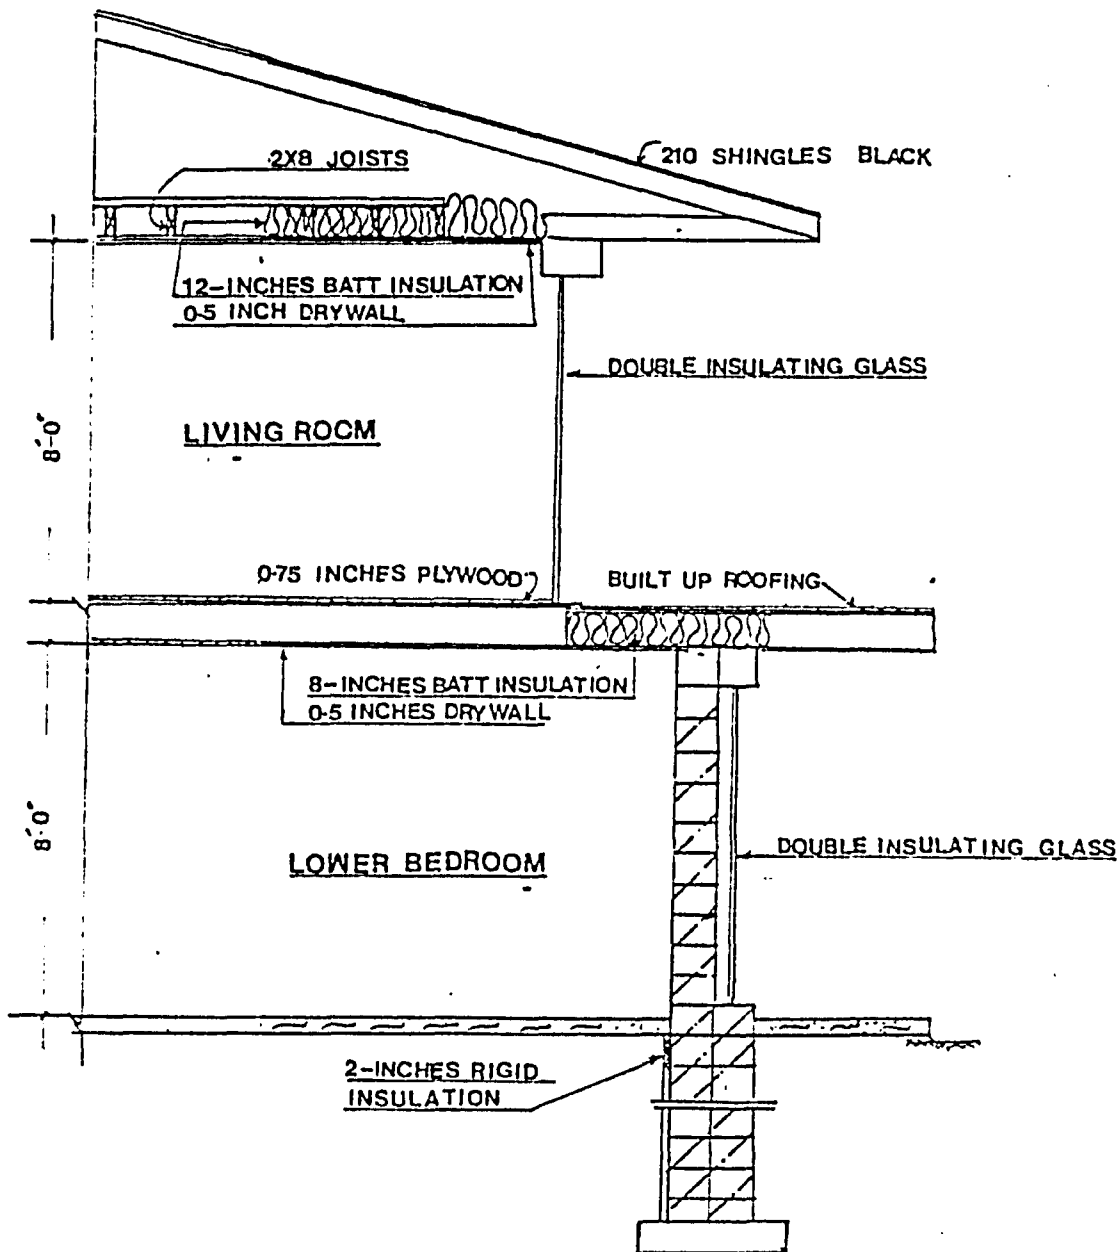 2X8 JOISTS
210 SHINGLES BLACK
12-INCHES BATT INSULATION
0·5 INCH DRYWALL
DOUBLE INSULATING GLASS
8'-0"
LIVING ROOM
0·75 INCHES PLYWOOD
BUILT UP ROOFING
8-INCHES BATT INSULATION
0·5 INCHES DRYWALL
8'-0"
LOWER BEDROOM
DOUBLE INSULATING GLASS
2-INCHES RIGID
INSULATION